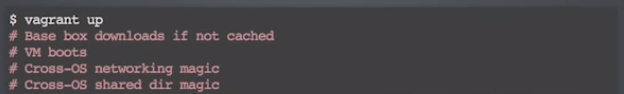 $ vagrant up
# Base box downloads if not cached
# VM boots
# Cross-OS networking magic
# Cross-OS shared dir magic